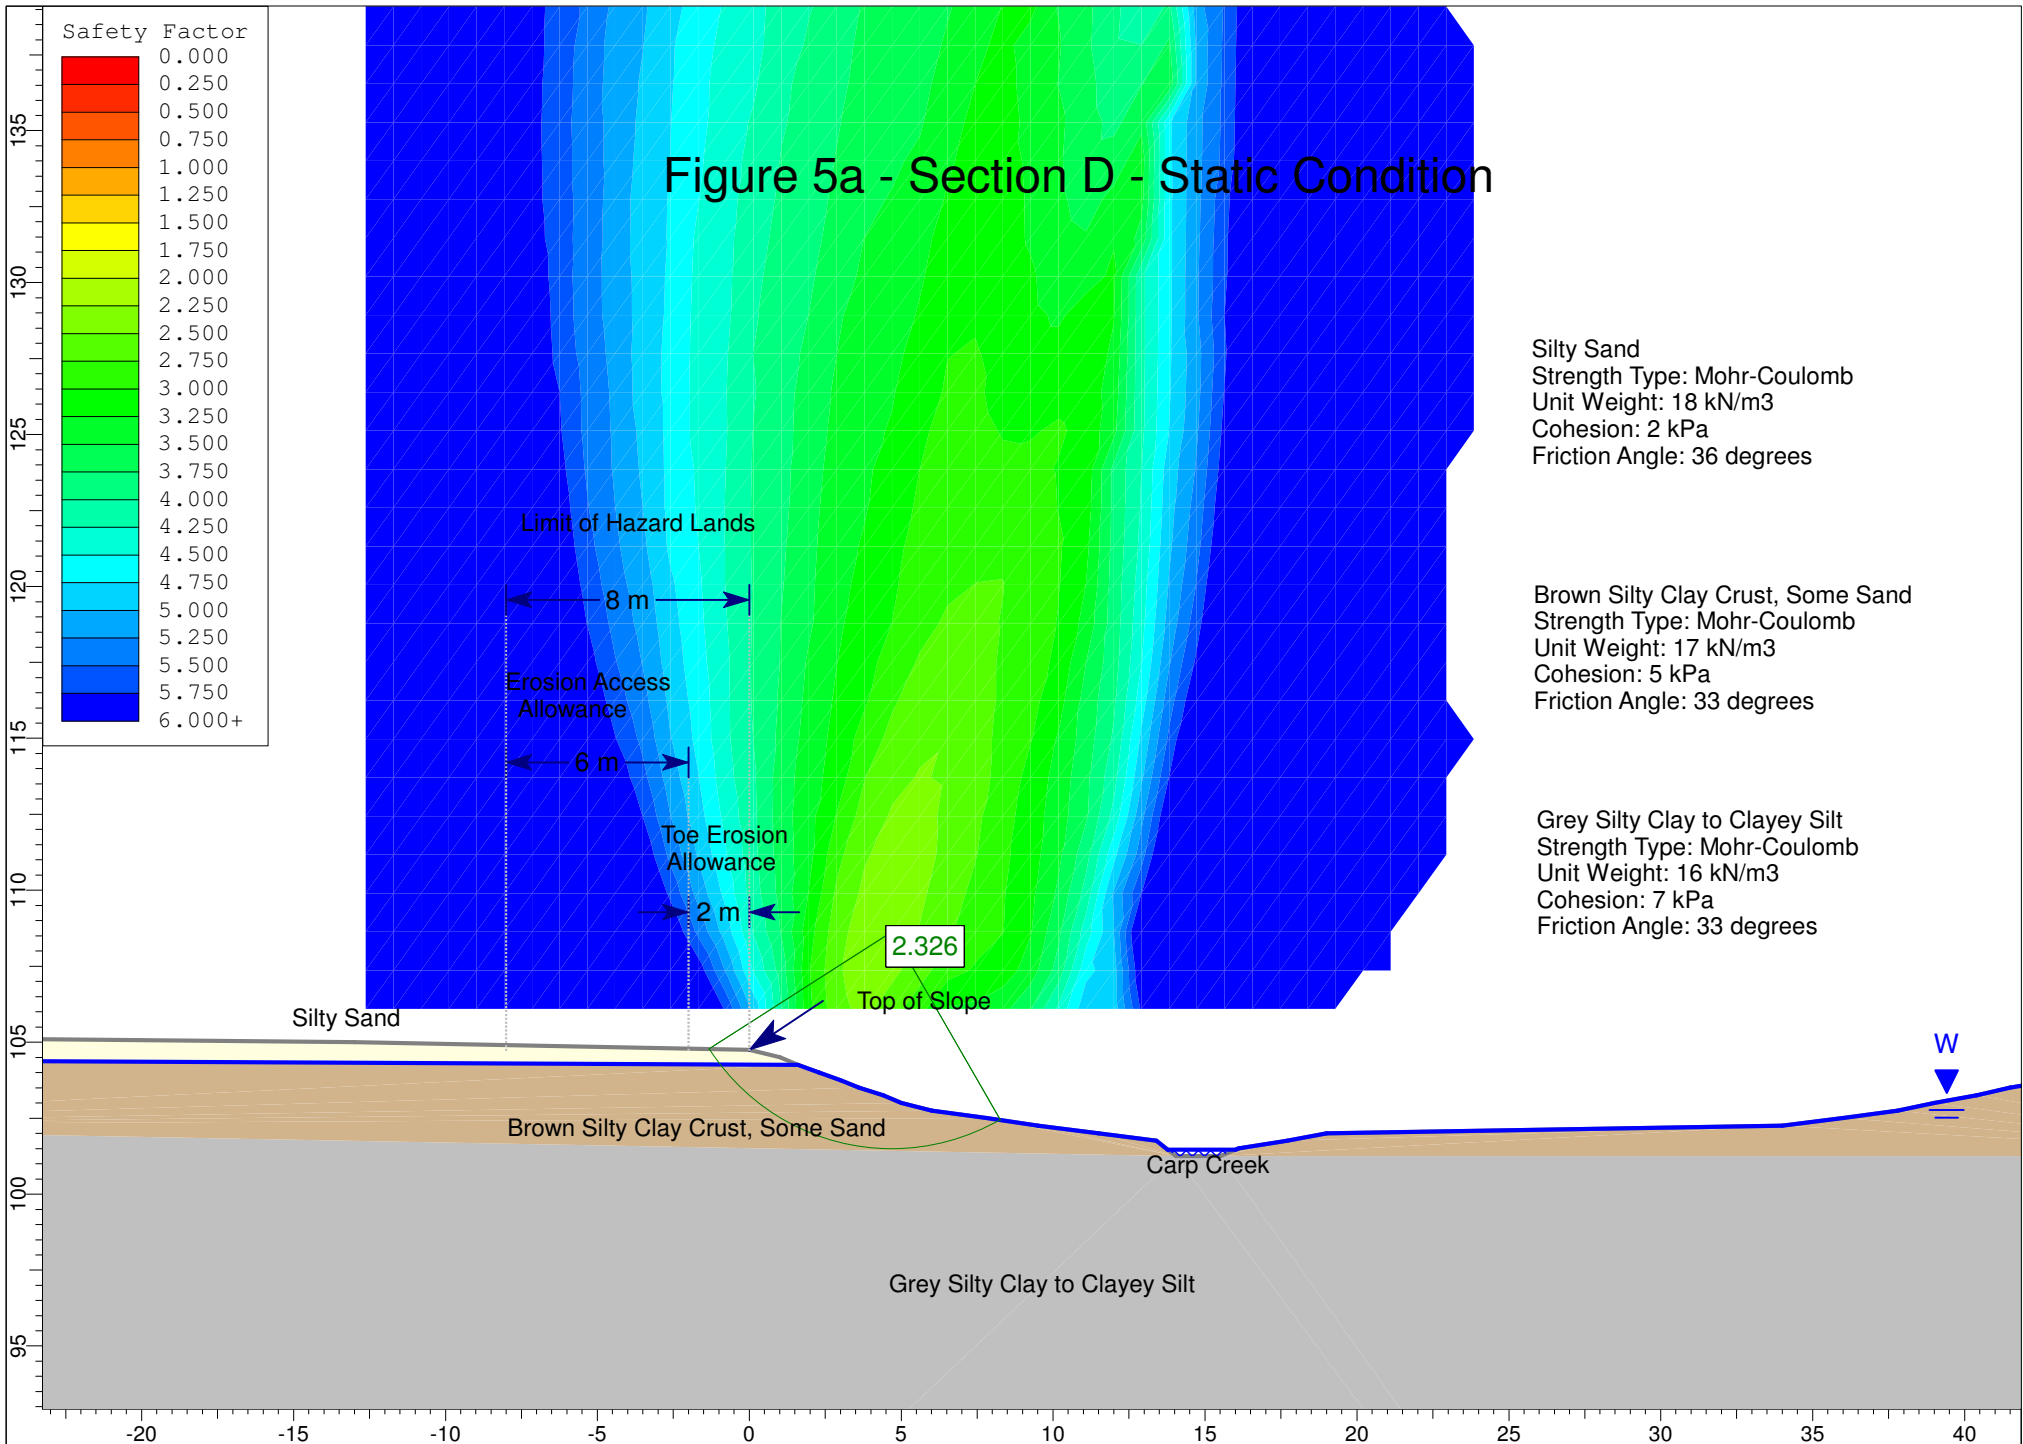 Safety Factor
0.000
0.250
0.500
0.750
1.000
1.250
1.500
1.750
2.000
2.250
2.500
2.750
3.000
3.250
3.500
3.750
4.000
4.250
4.500
4.750
5.000
5.250
5.500
5.750
6.000+
Figure 5a - Section D - Static Condition
Silty Sand
Strength Type: Mohr-Coulomb
Unit Weight: 18 kN/m3
Cohesion: 2 kPa
Friction Angle: 36 degrees
Brown Silty Clay Crust, Some Sand
Strength Type: Mohr-Coulomb
Unit Weight: 17 kN/m3
Cohesion: 5 kPa
Friction Angle: 33 degrees
Grey Silty Clay to Clayey Silt
Strength Type: Mohr-Coulomb
Unit Weight: 16 kN/m3
Cohesion: 7 kPa
Friction Angle: 33 degrees
Limit of Hazard Lands
8 m
Erosion Access
Allowance
6 m
Toe Erosion
Allowance
2 m
2.326
Top of Slope
Silty Sand
W
Brown Silty Clay Crust, Some Sand
Carp Creek
Grey Silty Clay to Clayey Silt
135
130
125
120
115
110
105
100
95
-20
-15
-10
-5
0
5
10
15
20
25
30
35
40